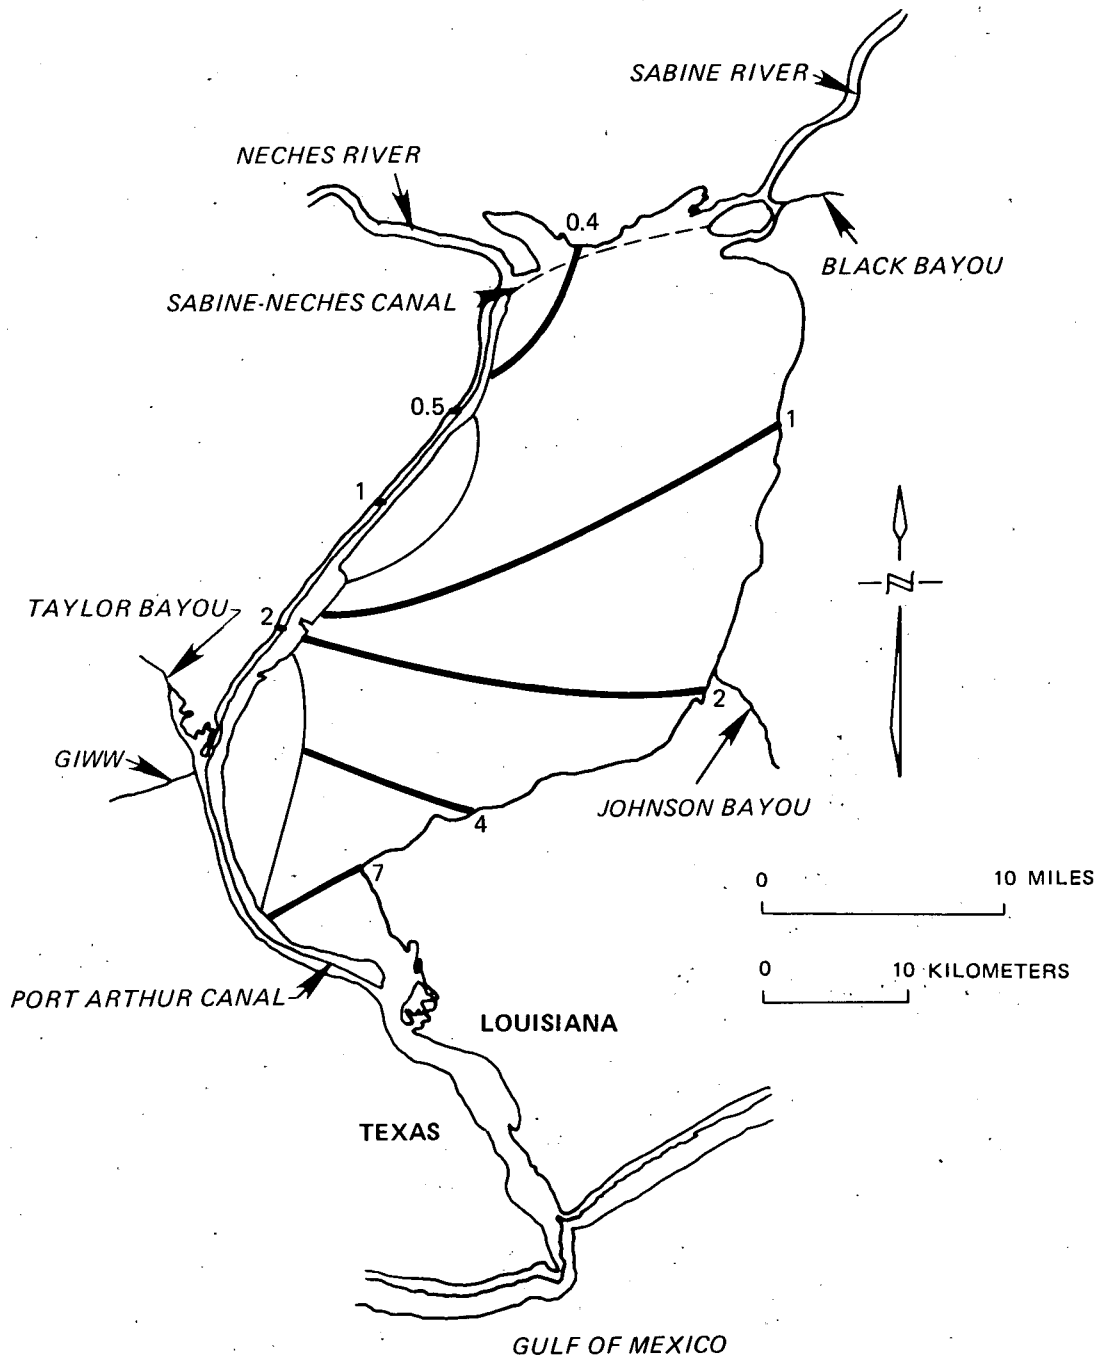 SABINE RIVER
NECHES RIVER
0.4
BLACK BAYOU
SABINE-NECHES CANAL
0.5
1
1
N
TAYLOR BAYOU
2
2
GIWW
JOHNSON BAYOU
4
7
0 10 MILES
0 10 KILOMETERS
PORT ARTHUR CANAL
LOUISIANA
TEXAS
GULF OF MEXICO